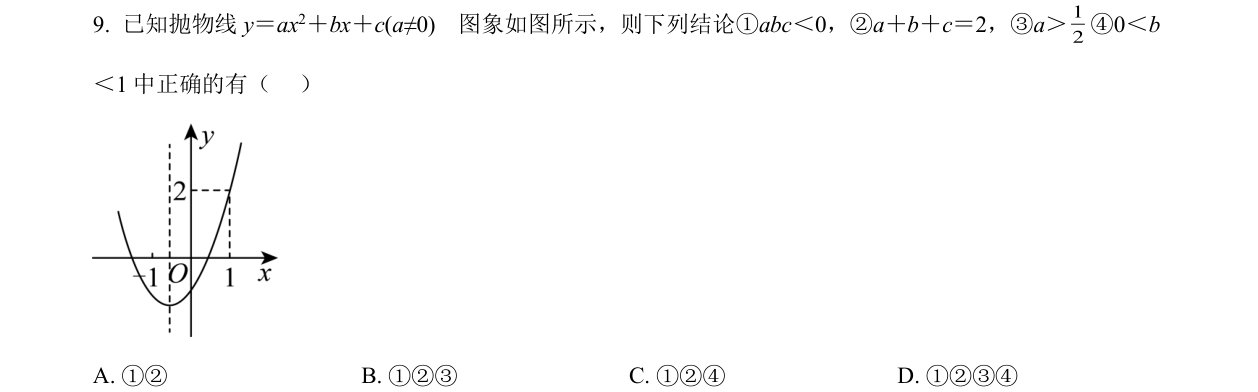 9. 已知抛物线 y＝ax²＋bx＋c(a≠0) 图象如图所示，则下列结论①abc＜0，②a＋b＋c＝2，③a＞1/2 ④0＜b
＜1 中正确的有（ ）
y
2
-1 O 1 x
A. ①② B. ①②③ C. ①②④ D. ①②③④